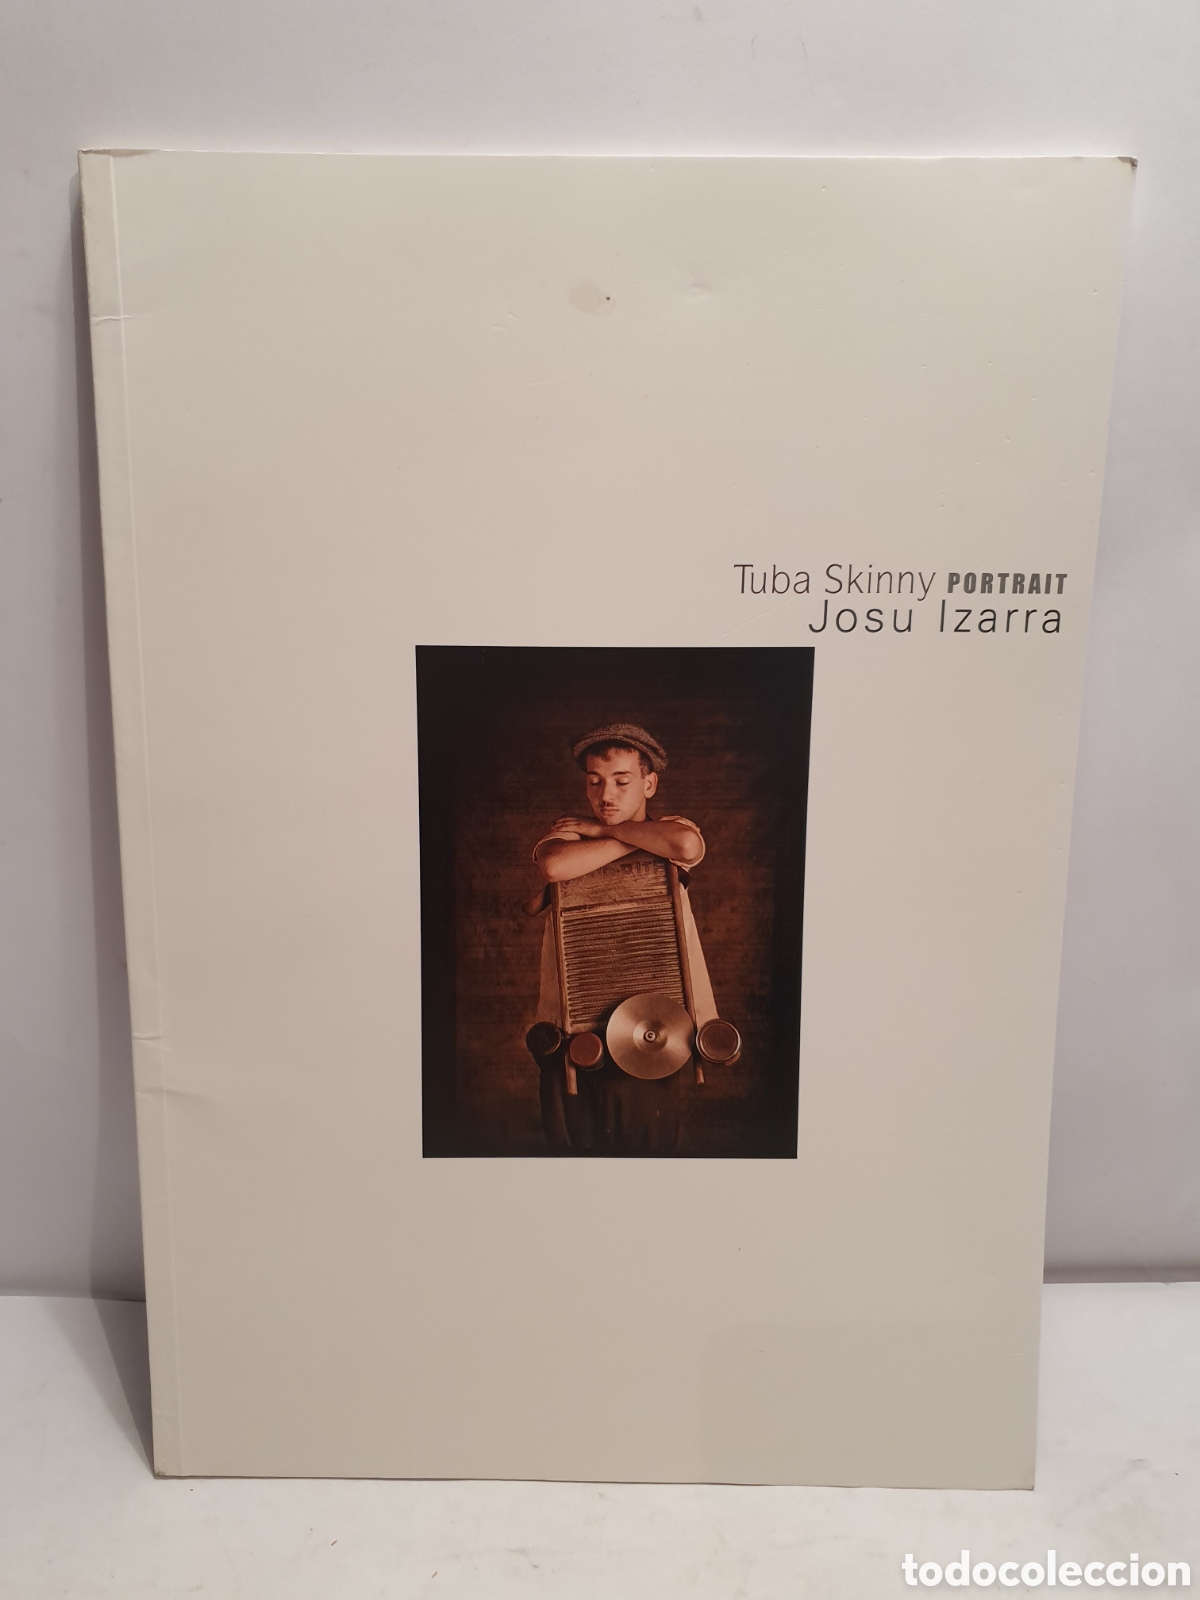 Tuba Skinny PORTRAIT
Josu Izarra
G
todocoleccion